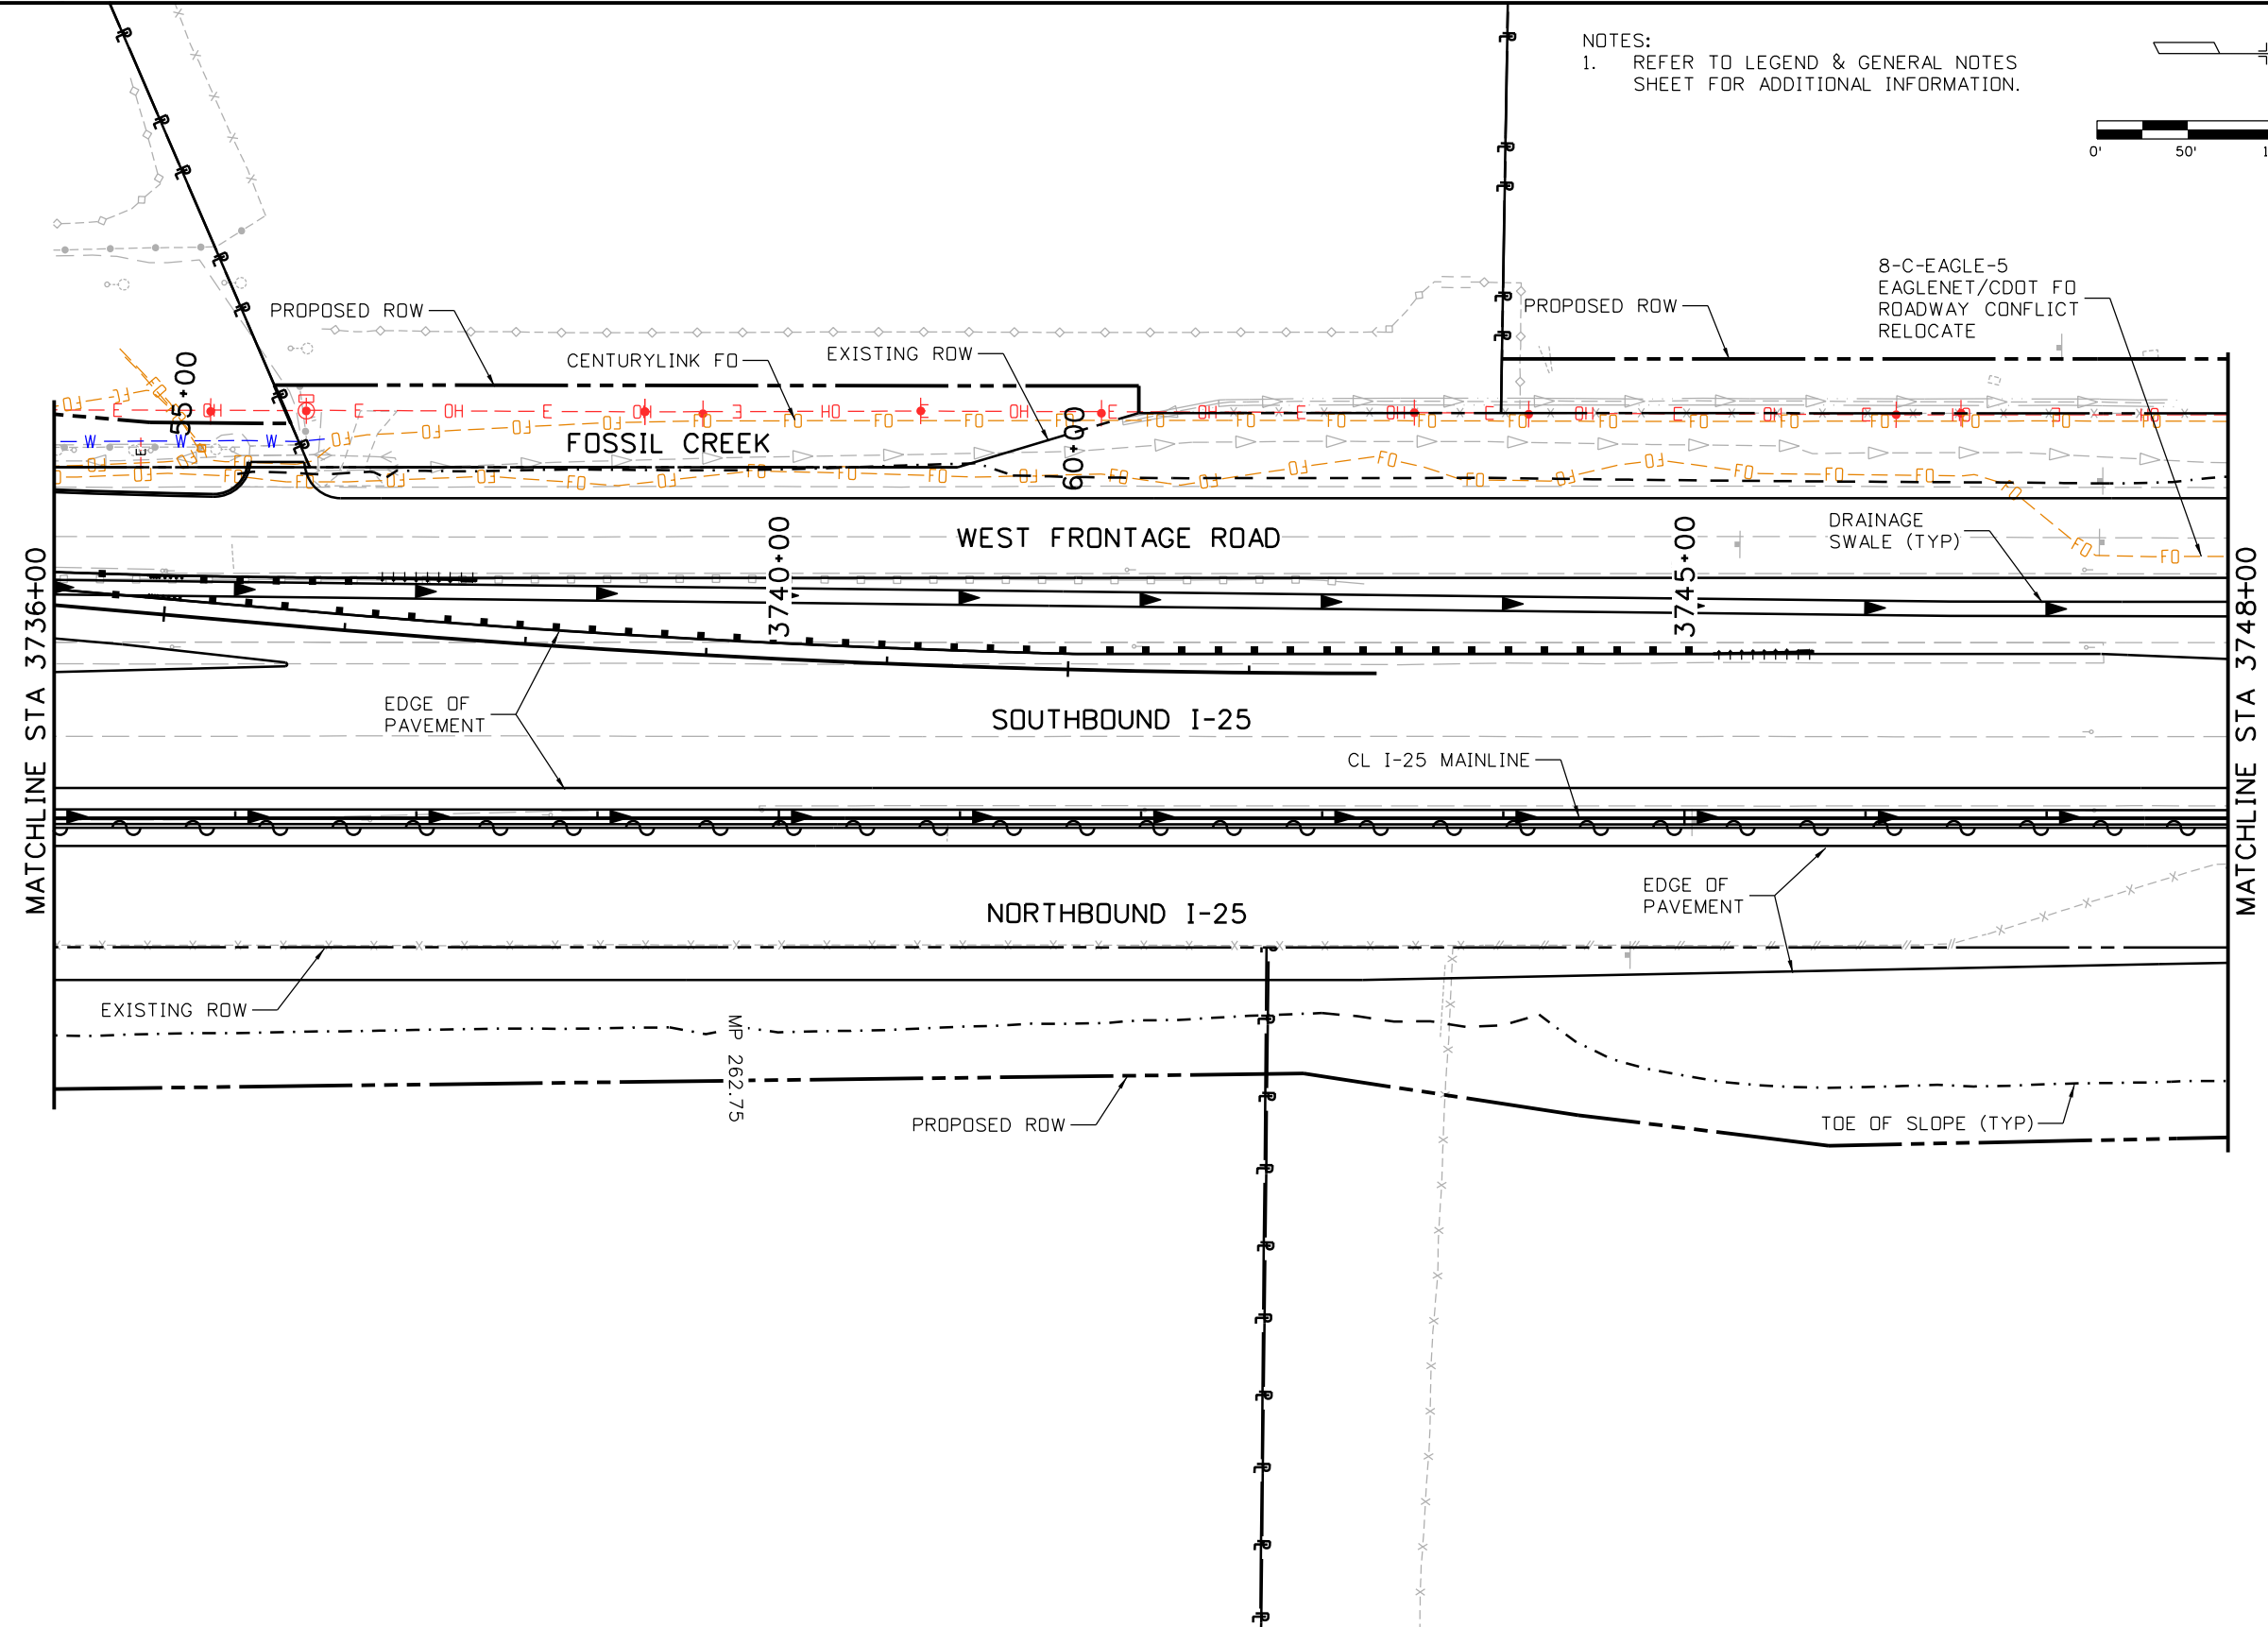 NOTES:
1. REFER TO LEGEND & GENERAL NOTES
SHEET FOR ADDITIONAL INFORMATION.
0' 50'
8-C-EAGLE-5
EAGLENET/CDOT FO
ROADWAY CONFLICT
RELOCATE
PROPOSED ROW
PROPOSED ROW
CENTURYLINK FO
EXISTING ROW
55+00
FOSSIL CREEK
60+00
WEST FRONTAGE ROAD
DRAINAGE
SWALE (TYP)
3740+00
3745+00
MATCHLINE STA 3736+00
MATCHLINE STA 3748+00
EDGE OF
PAVEMENT
SOUTHBOUND I-25
CL I-25 MAINLINE
EDGE OF
PAVEMENT
NORTHBOUND I-25
EXISTING ROW
MP 262.75
PROPOSED ROW
TOE OF SLOPE (TYP)